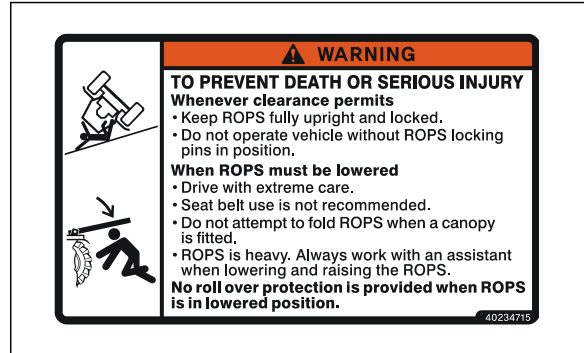 WARNING
TO PREVENT DEATH OR SERIOUS INJURY
Whenever clearance permits
• Keep ROPS fully upright and locked.
• Do not operate vehicle without ROPS locking
pins in position.
When ROPS must be lowered
• Drive with extreme care.
• Seat belt use is not recommended.
• Do not attempt to fold ROPS when a canopy
is fitted.
• ROPS is heavy. Always work with an assistant
when lowering and raising the ROPS.
No roll over protection is provided when ROPS
is in lowered position.
40234715